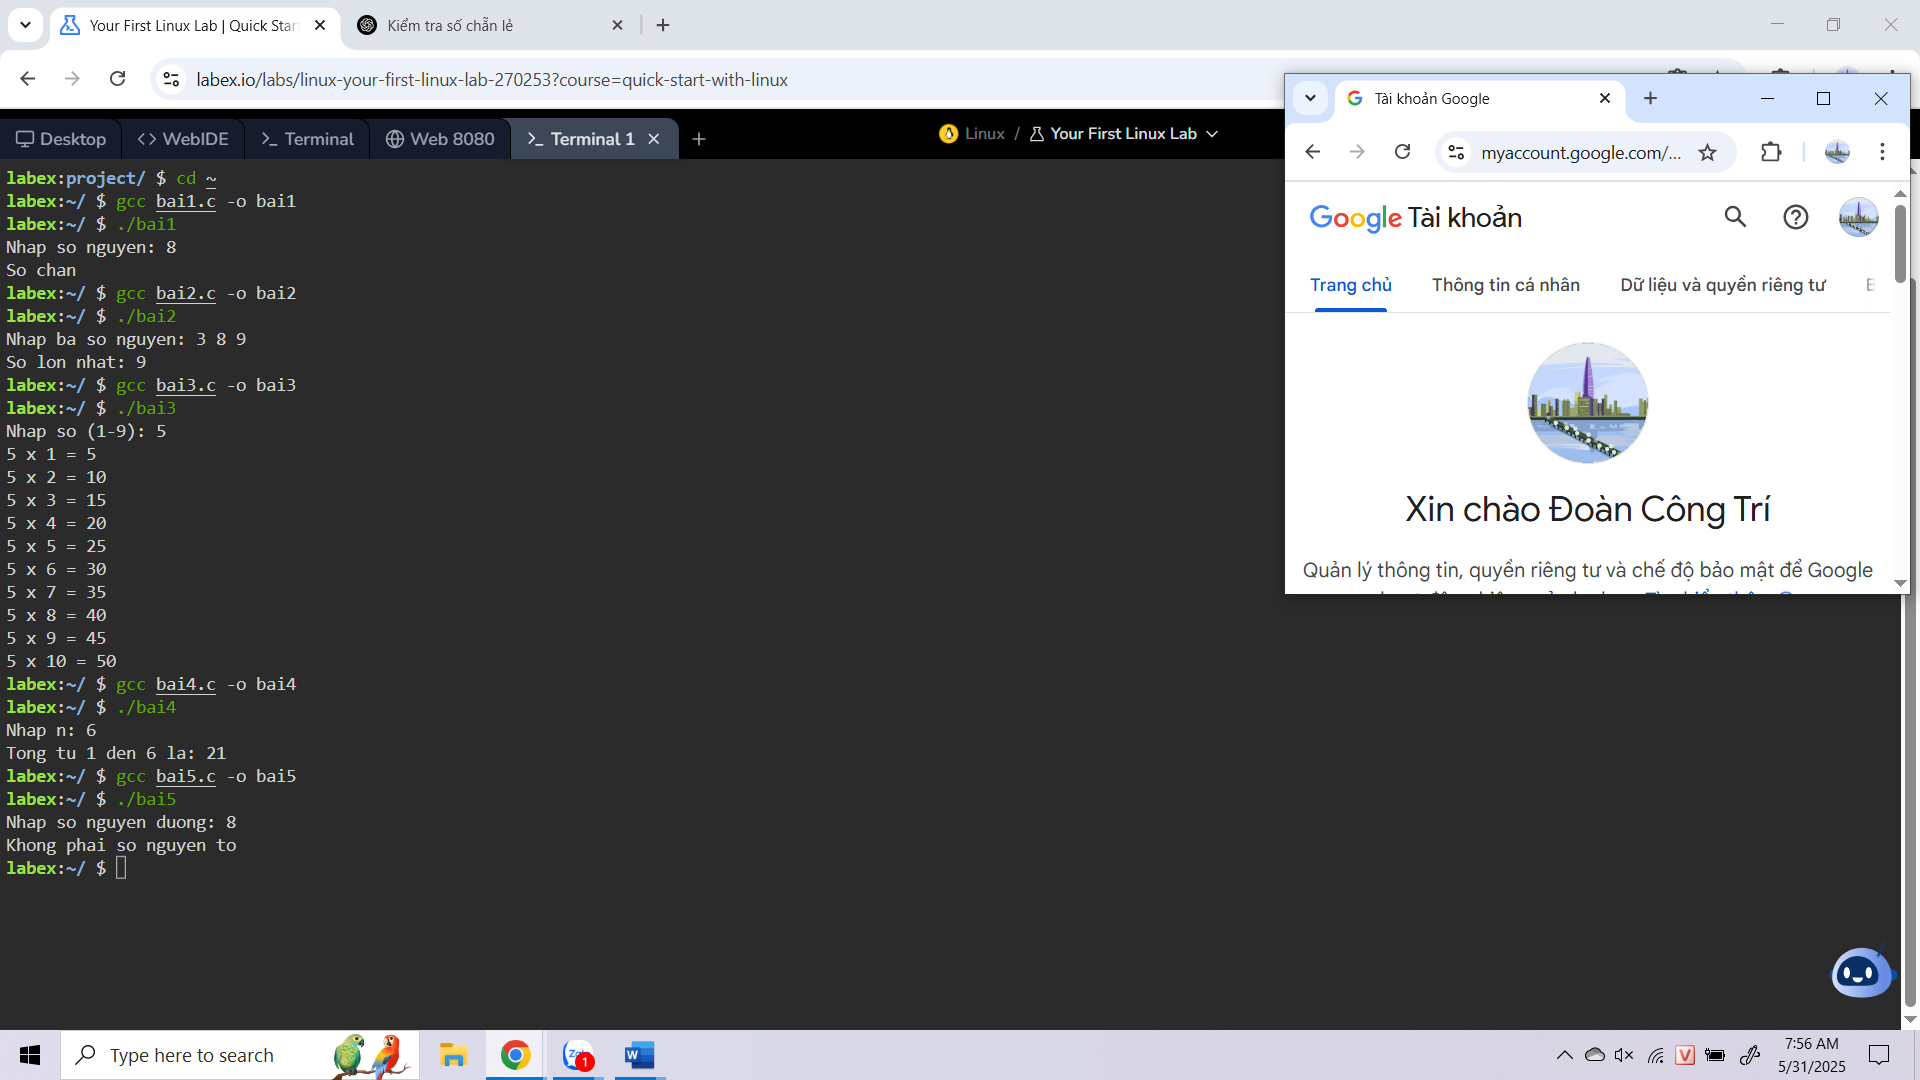 Your First Linux Lab | Quick Star
Kiểm tra số chẵn lẻ
labex.io/labs/linux-your-first-linux-lab-270253?course=quick-start-with-linux
Desktop
WebIDE
Terminal
Web 8080
Terminal 1
Linux / Your First Linux Lab
labex:project/ $ cd ~
labex:~/ $ gcc bai1.c -o bai1
labex:~/ $ ./bai1
Nhap so nguyen: 8
So chan
labex:~/ $ gcc bai2.c -o bai2
labex:~/ $ ./bai2
Nhap ba so nguyen: 3 8 9
So lon nhat: 9
labex:~/ $ gcc bai3.c -o bai3
labex:~/ $ ./bai3
Nhap so (1-9): 5
5 x 1 = 5
5 x 2 = 10
5 x 3 = 15
5 x 4 = 20
5 x 5 = 25
5 x 6 = 30
5 x 7 = 35
5 x 8 = 40
5 x 9 = 45
5 x 10 = 50
labex:~/ $ gcc bai4.c -o bai4
labex:~/ $ ./bai4
Nhap n: 6
Tong tu 1 den 6 la: 21
labex:~/ $ gcc bai5.c -o bai5
labex:~/ $ ./bai5
Nhap so nguyen duong: 8
Khong phai so nguyen to
labex:~/ $
Tài khoản Google
myaccount.google.com/...
Google Tài khoản
Trang chủ
Thông tin cá nhân
Dữ liệu và quyền riêng tư
Xin chào Đoàn Công Trí
Quản lý thông tin, quyền riêng tư và chế độ bảo mật để Google
Type here to search
1
7:56 AM
5/31/2025